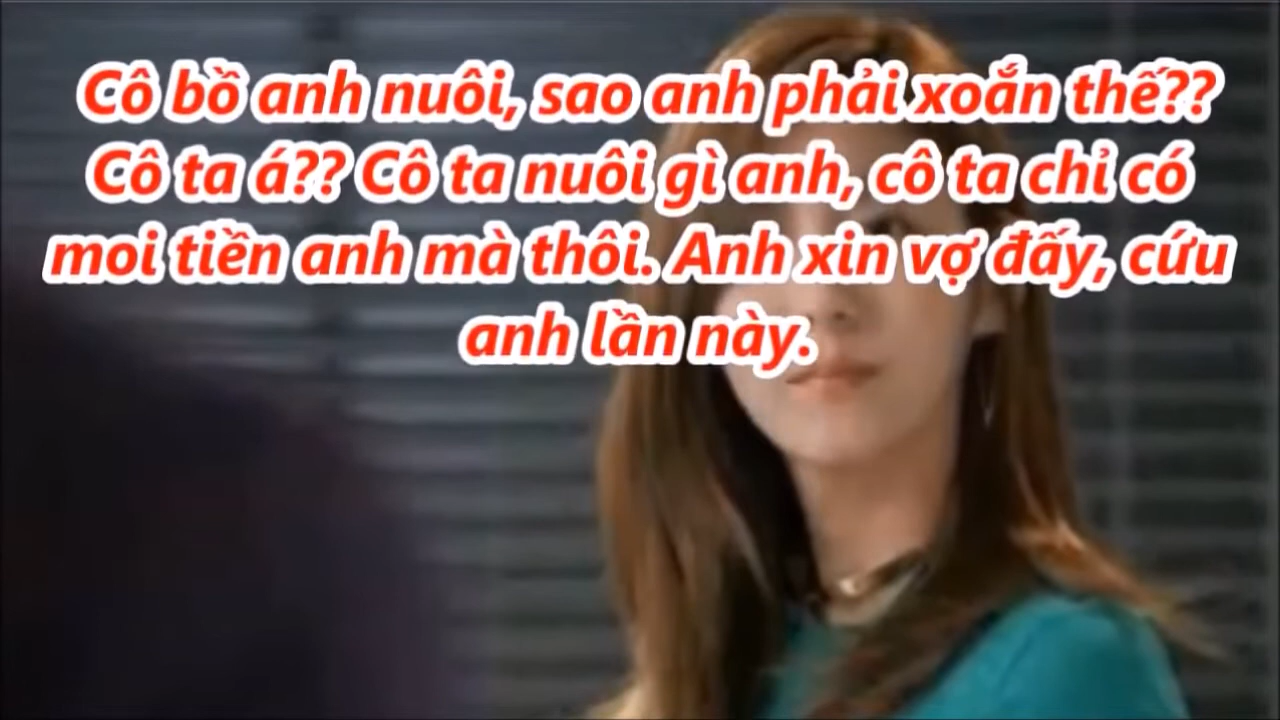 Cô bồ anh nuôi, sao anh phải xoắn thế??
Cô ta á?? Cô ta nuôi gì anh, cô ta chỉ có
moi tiền anh mà thôi. Anh xin vợ đấy, cứu
anh lần này.